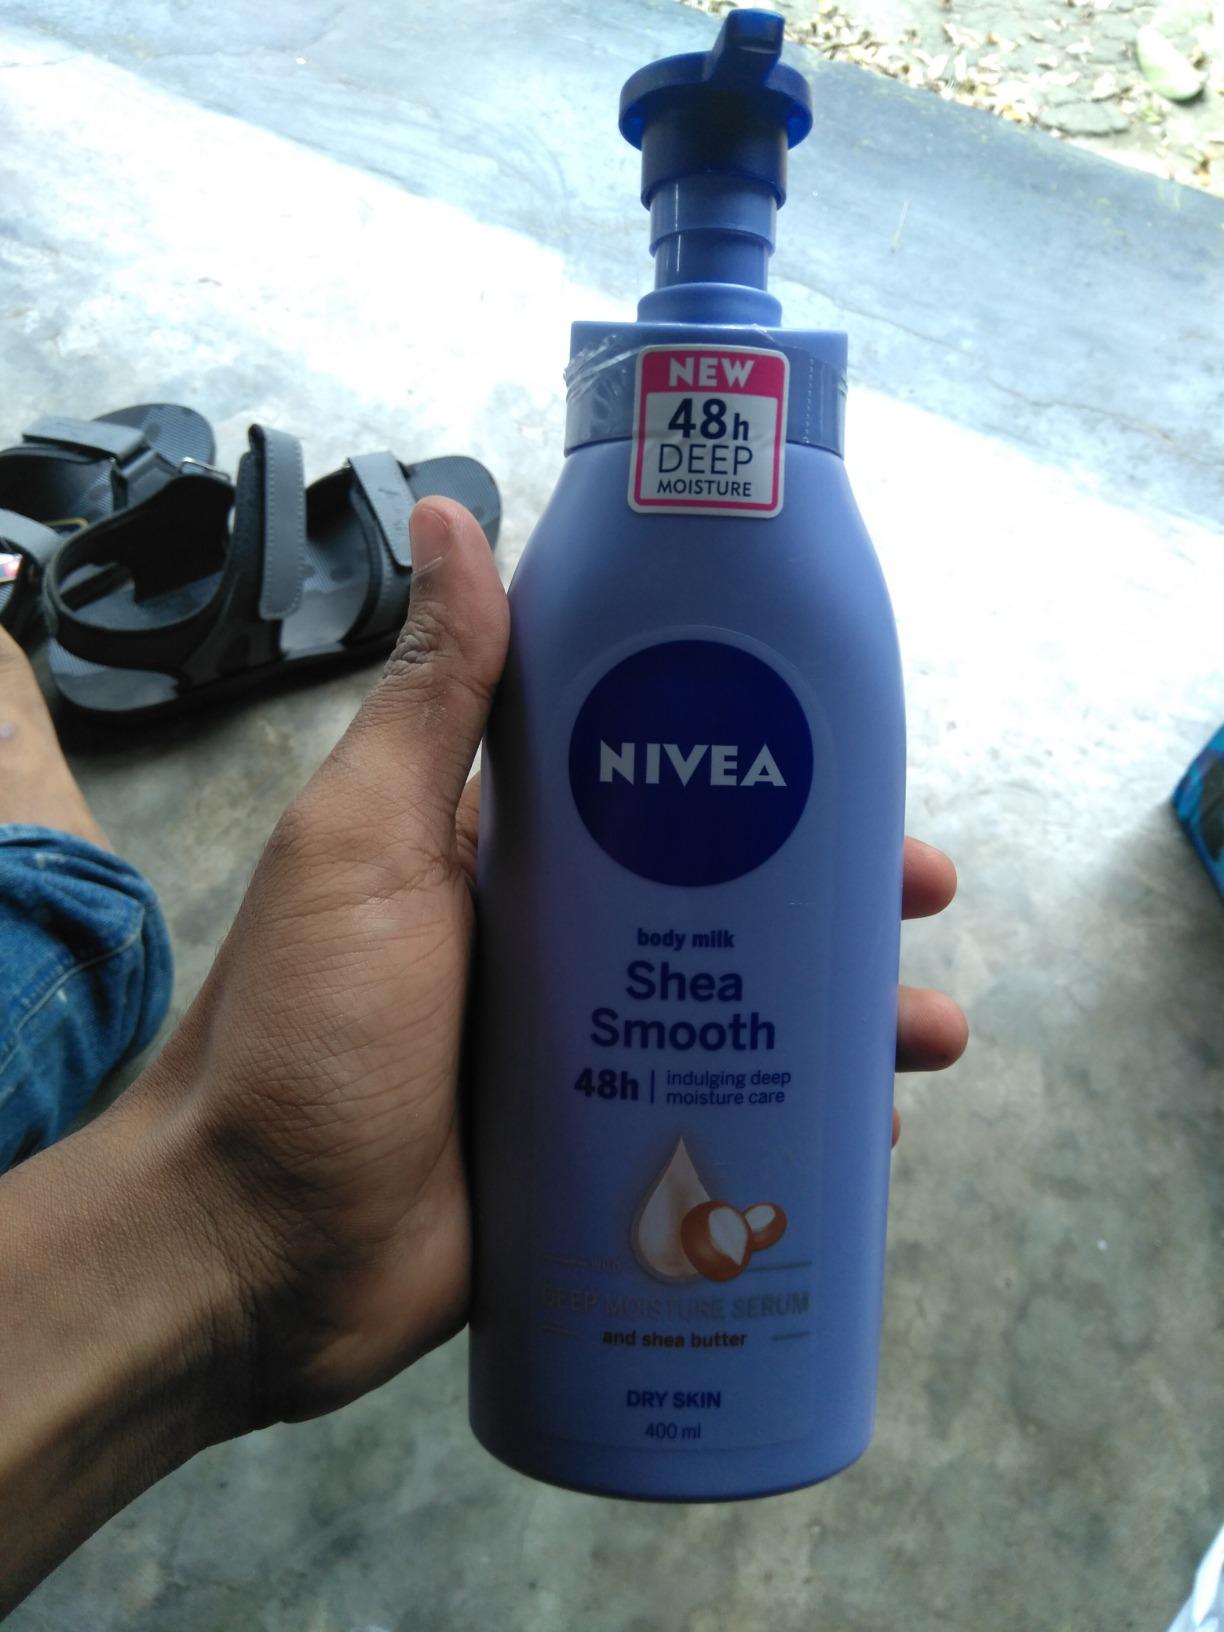 NEW
48h
DEEP
MOISTURE
NIVEA
body milk
Shea
Smooth
48h | indulging deep
moisture care
with
DEEP MOISTURE SERUM
and shea butter
DRY SKIN
400 ml